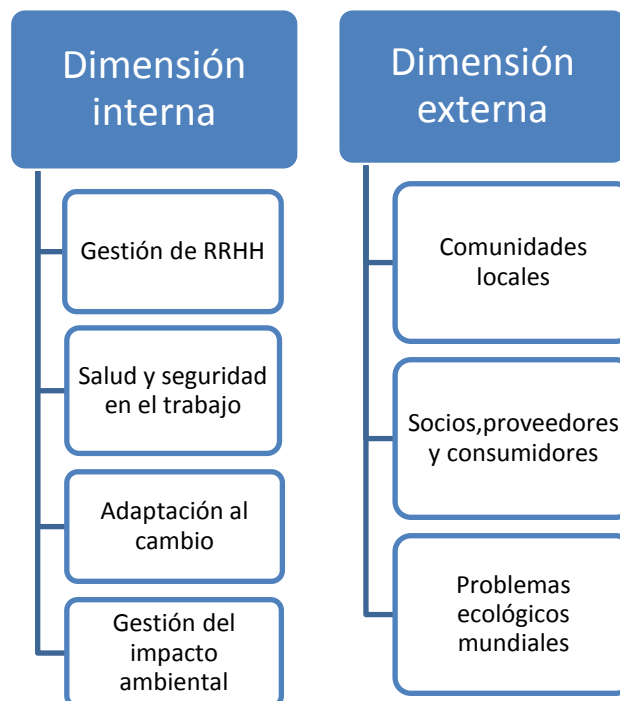 Dimensión
interna
Gestión de RRHH
Salud y seguridad
en el trabajo
Adaptación al
cambio
Gestión del
impacto
ambiental
Dimensión
externa
Comunidades
locales
Socios,proveedores
y consumidores
Problemas
ecológicos
mundiales